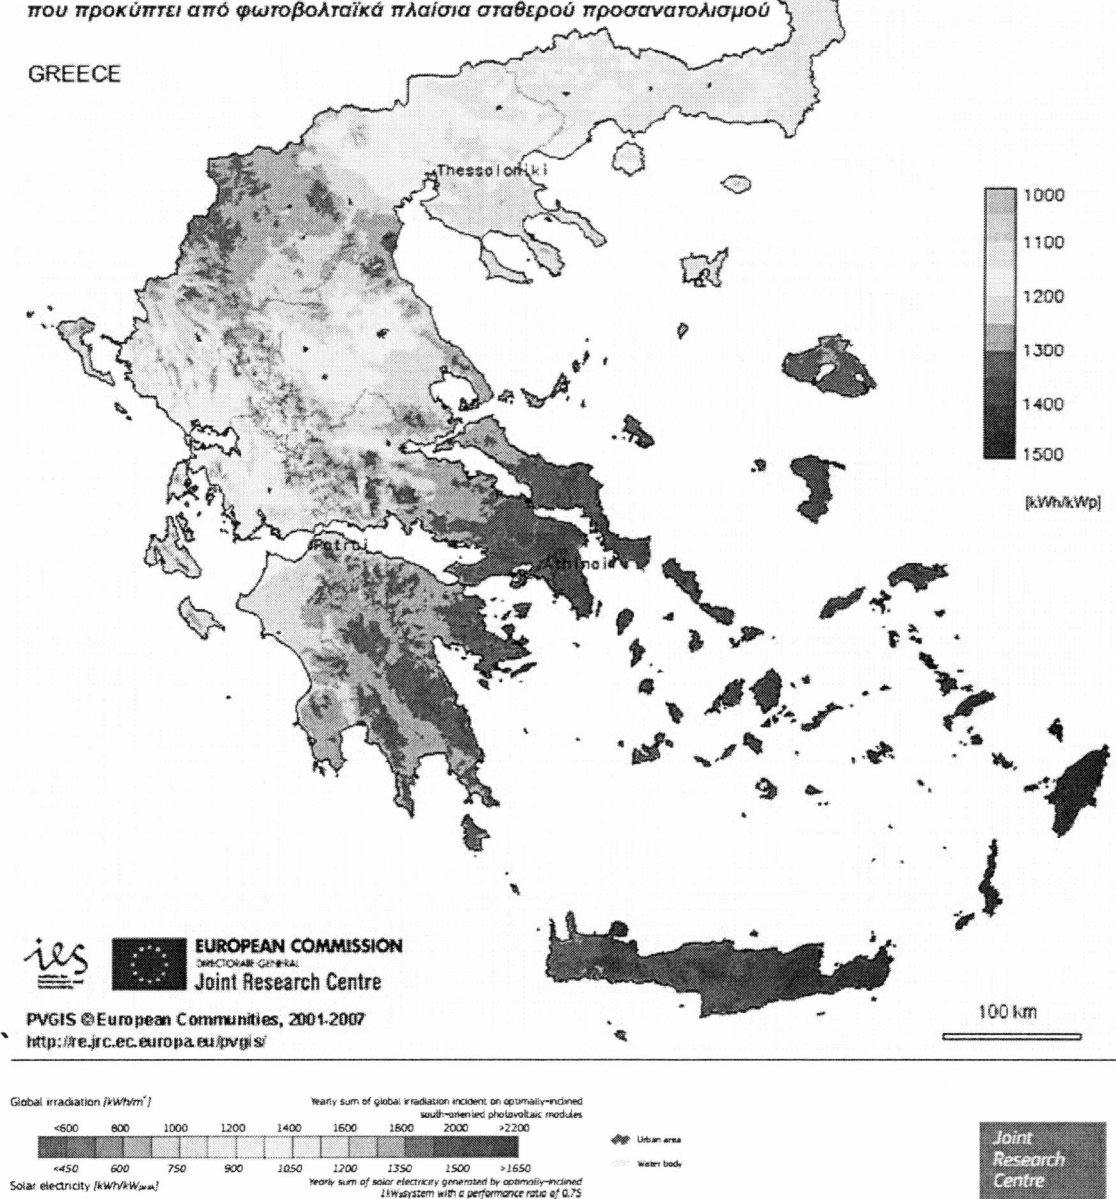 που προκύπτει από φωτοβολταϊκά πλαίσια σταθερού προσανατολισμού
GREECE
Thessaloniki
1000
1100
1200
1300
1400
1500
[kWh/kWp]
Patrai
Athinai
ies
EUROPEAN COMMISSION
DIRECTORATE-GENERAL
Joint Research Centre
PVGIS © European Communities, 2001-2007
http://re.jrc.ec.europa.eu/pvgis/
100 km
Global irradiation [kWh/m²]
Yearly sum of global irradiation incident on optimally-inclined
south-oriented photovoltaic modules
<600 800 1000 1200 1400 1600 1800 2000 >2200
<450 600 750 900 1050 1200 1350 1500 >1650
Solar electricity [kWh/kWpeak]
Yearly sum of solar electricity generated by optimally-inclined
1kWp system with a performance ratio of 0.75
Urban area
Water body
Joint
Research
Centre